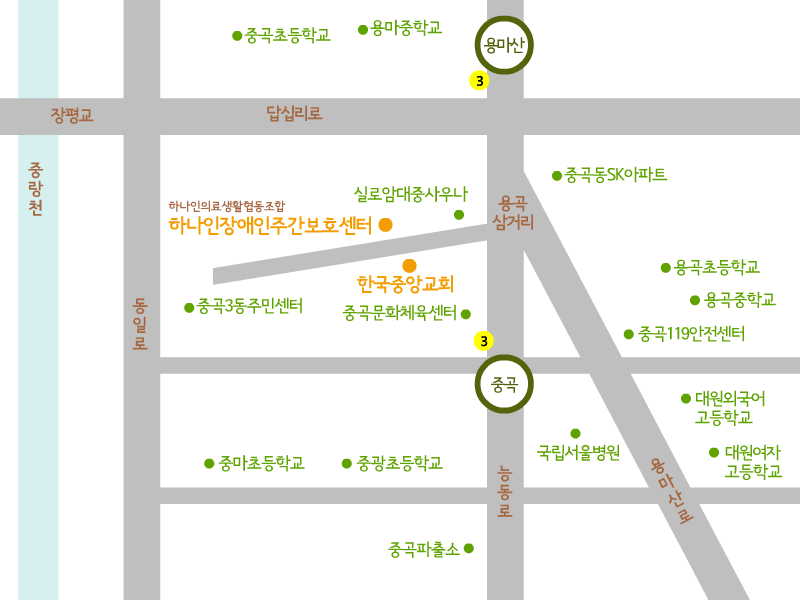 중곡초등학교
용마중학교
용마산
3
장평교
답십리로
중랑천
중곡동SK아파트
실로암대중사우나
하나인의료생활협동조합
하나인장애인주간보호센터
용곡
삼거리
한국중앙교회
용곡초등학교
용곡중학교
중곡3동주민센터
중곡문화체육센터
동일로
중곡119안전센터
3
중곡
대원외국어
고등학교
국립서울병원
대원여자
고등학교
중마초등학교
중광초등학교
능동로
용마산로
중곡파출소